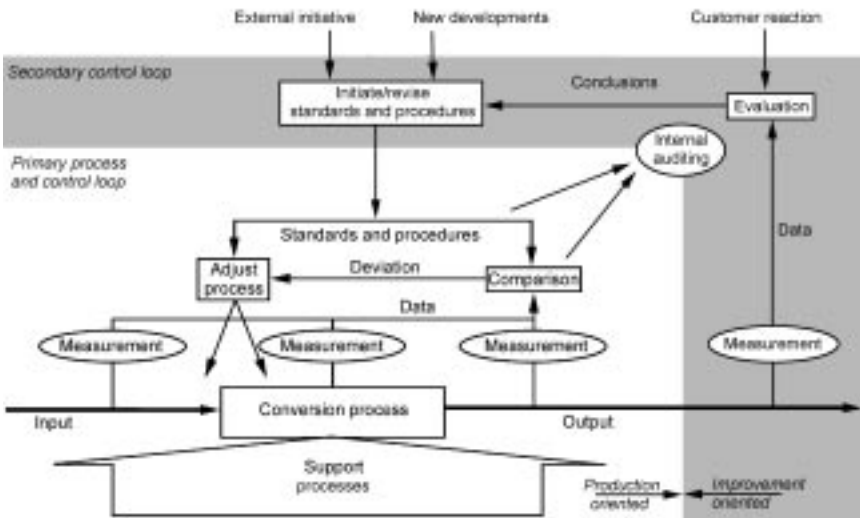 External initiative
New developments
Customer reaction
Secondary control loop
Initiate/revise
standards and procedures
Conclusions
Evaluation
Internal
auditing
Primary process
and control loop
Standards and procedures
Data
Adjust
process
Deviation
Comparison
Data
Measurement
Measurement
Measurement
Measurement
Input
Conversion process
Output
Support
processes
Production
oriented
Improvement
oriented